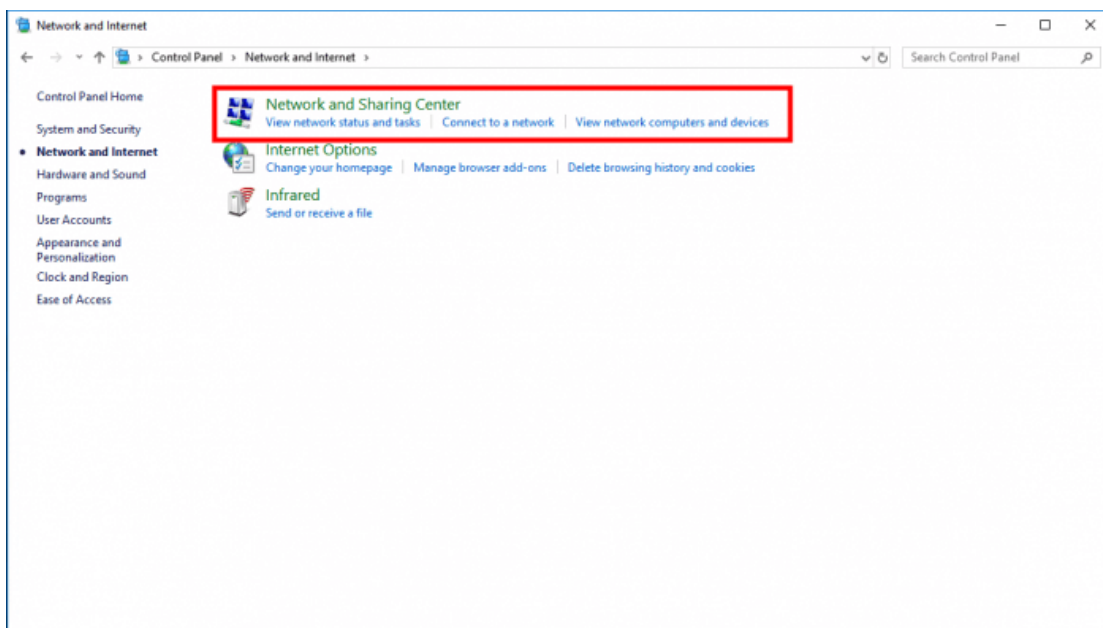 Network and Internet
Control Panel > Network and Internet >
Search Control Panel
Control Panel Home
System and Security
Network and Internet
Hardware and Sound
Programs
User Accounts
Appearance and
Personalization
Clock and Region
Ease of Access
Network and Sharing Center
View network status and tasks | Connect to a network | View network computers and devices
Internet Options
Change your homepage | Manage browser add-ons | Delete browsing history and cookies
Infrared
Send or receive a file